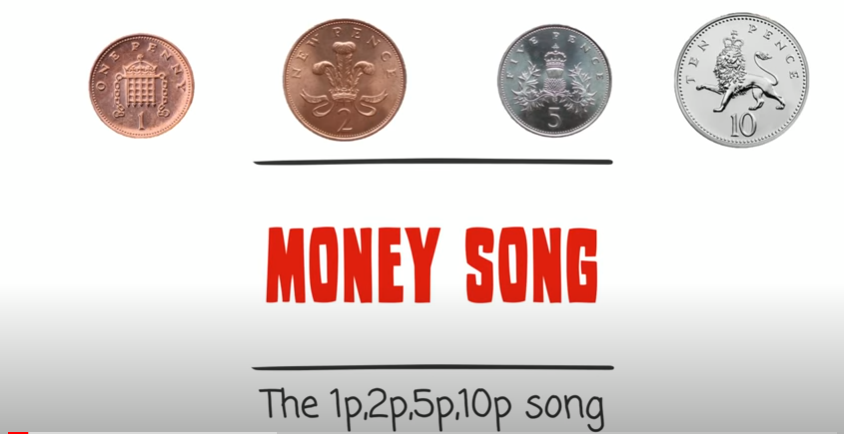 ONE PENNY
1
NEW PENCE
2
FIVE PENCE
5
TEN PENCE
10
MONEY SONG
The 1p,2p,5p,10p song